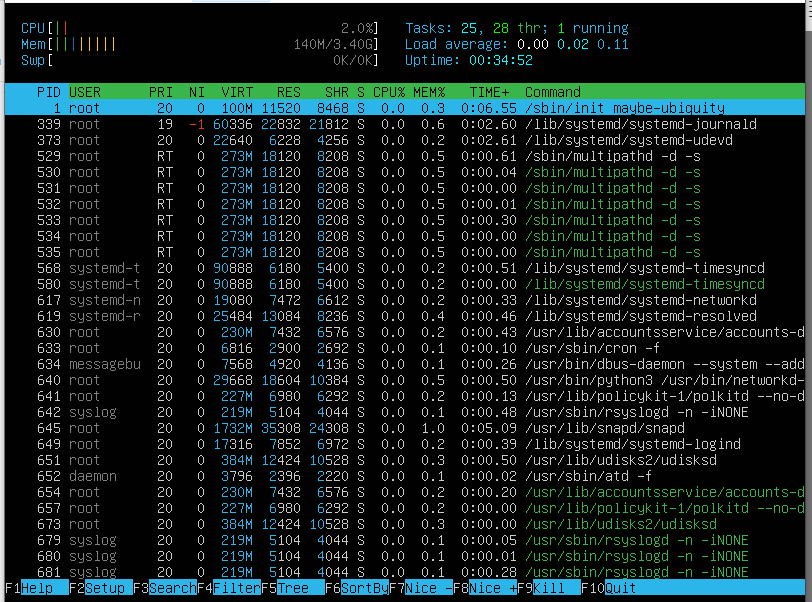 CPU[|| 2.0%] Tasks: 25, 28 thr; 1 running
Mem[|||||||| 140M/3.40G] Load average: 0.00 0.02 0.11
Swp[ 0K/0K] Uptime: 00:34:52
PID USER PRI NI VIRT RES SHR S CPU% MEM% TIME+ Command
1 root 20 0 100M 11520 8468 S 0.0 0.3 0:06.55 /sbin/init maybe-ubiquity
339 root 19 -1 60336 22832 21812 S 0.0 0.6 0:02.60 /lib/systemd/systemd-journald
373 root 20 0 22640 6228 4256 S 0.0 0.2 0:02.61 /lib/systemd/systemd-udevd
529 root RT 0 273M 18120 8208 S 0.0 0.5 0:00.61 /sbin/multipathd -d -s
530 root RT 0 273M 18120 8208 S 0.0 0.5 0:00.04 /sbin/multipathd -d -s
531 root RT 0 273M 18120 8208 S 0.0 0.5 0:00.00 /sbin/multipathd -d -s
532 root RT 0 273M 18120 8208 S 0.0 0.5 0:00.01 /sbin/multipathd -d -s
533 root RT 0 273M 18120 8208 S 0.0 0.5 0:00.30 /sbin/multipathd -d -s
534 root RT 0 273M 18120 8208 S 0.0 0.5 0:00.00 /sbin/multipathd -d -s
535 root RT 0 273M 18120 8208 S 0.0 0.5 0:00.00 /sbin/multipathd -d -s
568 systemd-t 20 0 90888 6180 5400 S 0.0 0.2 0:00.51 /lib/systemd/systemd-timesyncd
580 systemd-t 20 0 90888 6180 5400 S 0.0 0.2 0:00.00 /lib/systemd/systemd-timesyncd
617 systemd-n 20 0 19080 7472 6612 S 0.0 0.2 0:00.33 /lib/systemd/systemd-networkd
619 systemd-r 20 0 25484 13084 8236 S 0.0 0.4 0:00.46 /lib/systemd/systemd-resolved
630 root 20 0 230M 7432 6576 S 0.0 0.2 0:00.43 /usr/lib/accountsservice/accounts-d
633 root 20 0 6816 2900 2692 S 0.0 0.1 0:00.10 /usr/sbin/cron -f
634 messagebu 20 0 7568 4920 4136 S 0.0 0.1 0:00.26 /usr/bin/dbus-daemon --system --add
640 root 20 0 29668 18604 10384 S 0.0 0.5 0:00.50 /usr/bin/python3 /usr/bin/networkd-
641 root 20 0 227M 6980 6292 S 0.0 0.2 0:00.13 /usr/lib/policykit-1/polkitd --no-d
642 syslog 20 0 219M 5104 4044 S 0.0 0.1 0:00.48 /usr/sbin/rsyslogd -n -iNONE
645 root 20 0 1732M 35308 24308 S 0.0 1.0 0:05.09 /usr/lib/snapd/snapd
649 root 20 0 17316 7852 6972 S 0.0 0.2 0:00.39 /lib/systemd/systemd-logind
651 root 20 0 384M 12424 10528 S 0.0 0.3 0:00.50 /usr/lib/udisks2/udisksd
652 daemon 20 0 3796 2396 2220 S 0.0 0.1 0:00.02 /usr/sbin/atd -f
654 root 20 0 230M 7432 6576 S 0.0 0.2 0:00.20 /usr/lib/accountsservice/accounts-d
657 root 20 0 227M 6980 6292 S 0.0 0.2 0:00.00 /usr/lib/policykit-1/polkitd --no-d
673 root 20 0 384M 12424 10528 S 0.0 0.3 0:00.00 /usr/lib/udisks2/udisksd
679 syslog 20 0 219M 5104 4044 S 0.0 0.1 0:00.05 /usr/sbin/rsyslogd -n -iNONE
680 syslog 20 0 219M 5104 4044 S 0.0 0.1 0:00.01 /usr/sbin/rsyslogd -n -iNONE
681 syslog 20 0 219M 5104 4044 S 0.0 0.1 0:00.28 /usr/sbin/rsyslogd -n -iNONE
F1Help F2Setup F3SearchF4FilterF5Tree F6SortByF7Nice -F8Nice +F9Kill F10Quit